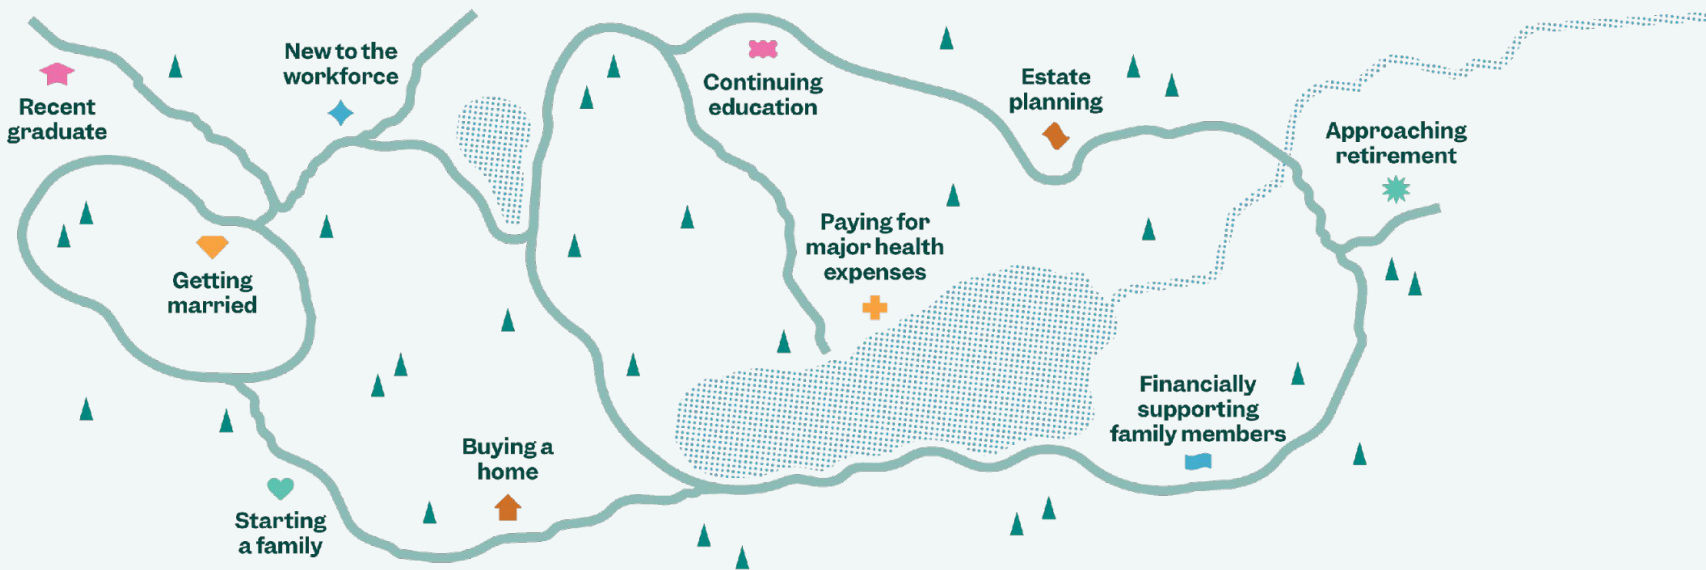 Recent
graduate
New to the
workforce
Getting
married
Starting
a family
Buying a
home
Continuing
education
Paying for
major health
expenses
Estate
planning
Financially
supporting
family members
Approaching
retirement